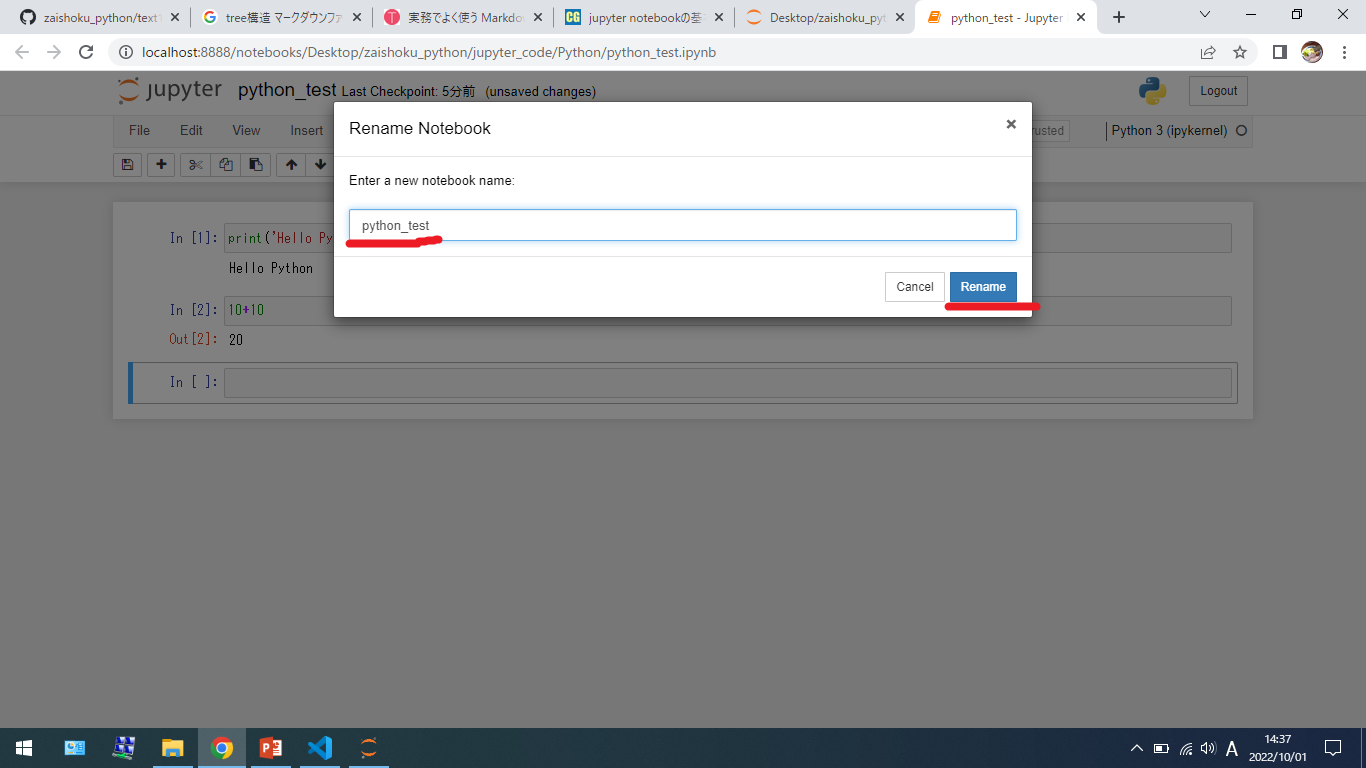 zaishoku_python/text
tree構造 マークダウンファ
実務でよく使う Markdo
jupyter notebookの基
Desktop/zaishoku_py
python_test - Jupyter
localhost:8888/notebooks/Desktop/zaishoku_python/jupyter_code/Python/python_test.ipynb
jupyter python_test Last Checkpoint: 5分前 (unsaved changes)
Logout
File Edit View Insert
rusted
Python 3 (ipykernel)
Rename Notebook
×
Enter a new notebook name:
python_test
Cancel Rename
In [1]: print('Hello Py
Hello Python
In [2]: 10+10
Out[2]: 20
In [ ]:
CG
A
14:37
2022/10/01